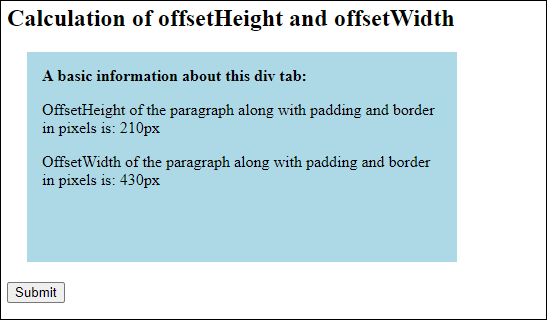 Calculation of offsetHeight and offsetWidth
A basic information about this div tab:
OffsetHeight of the paragraph along with padding and border
in pixels is: 210px
OffsetWidth of the paragraph along with padding and border
in pixels is: 430px
Submit